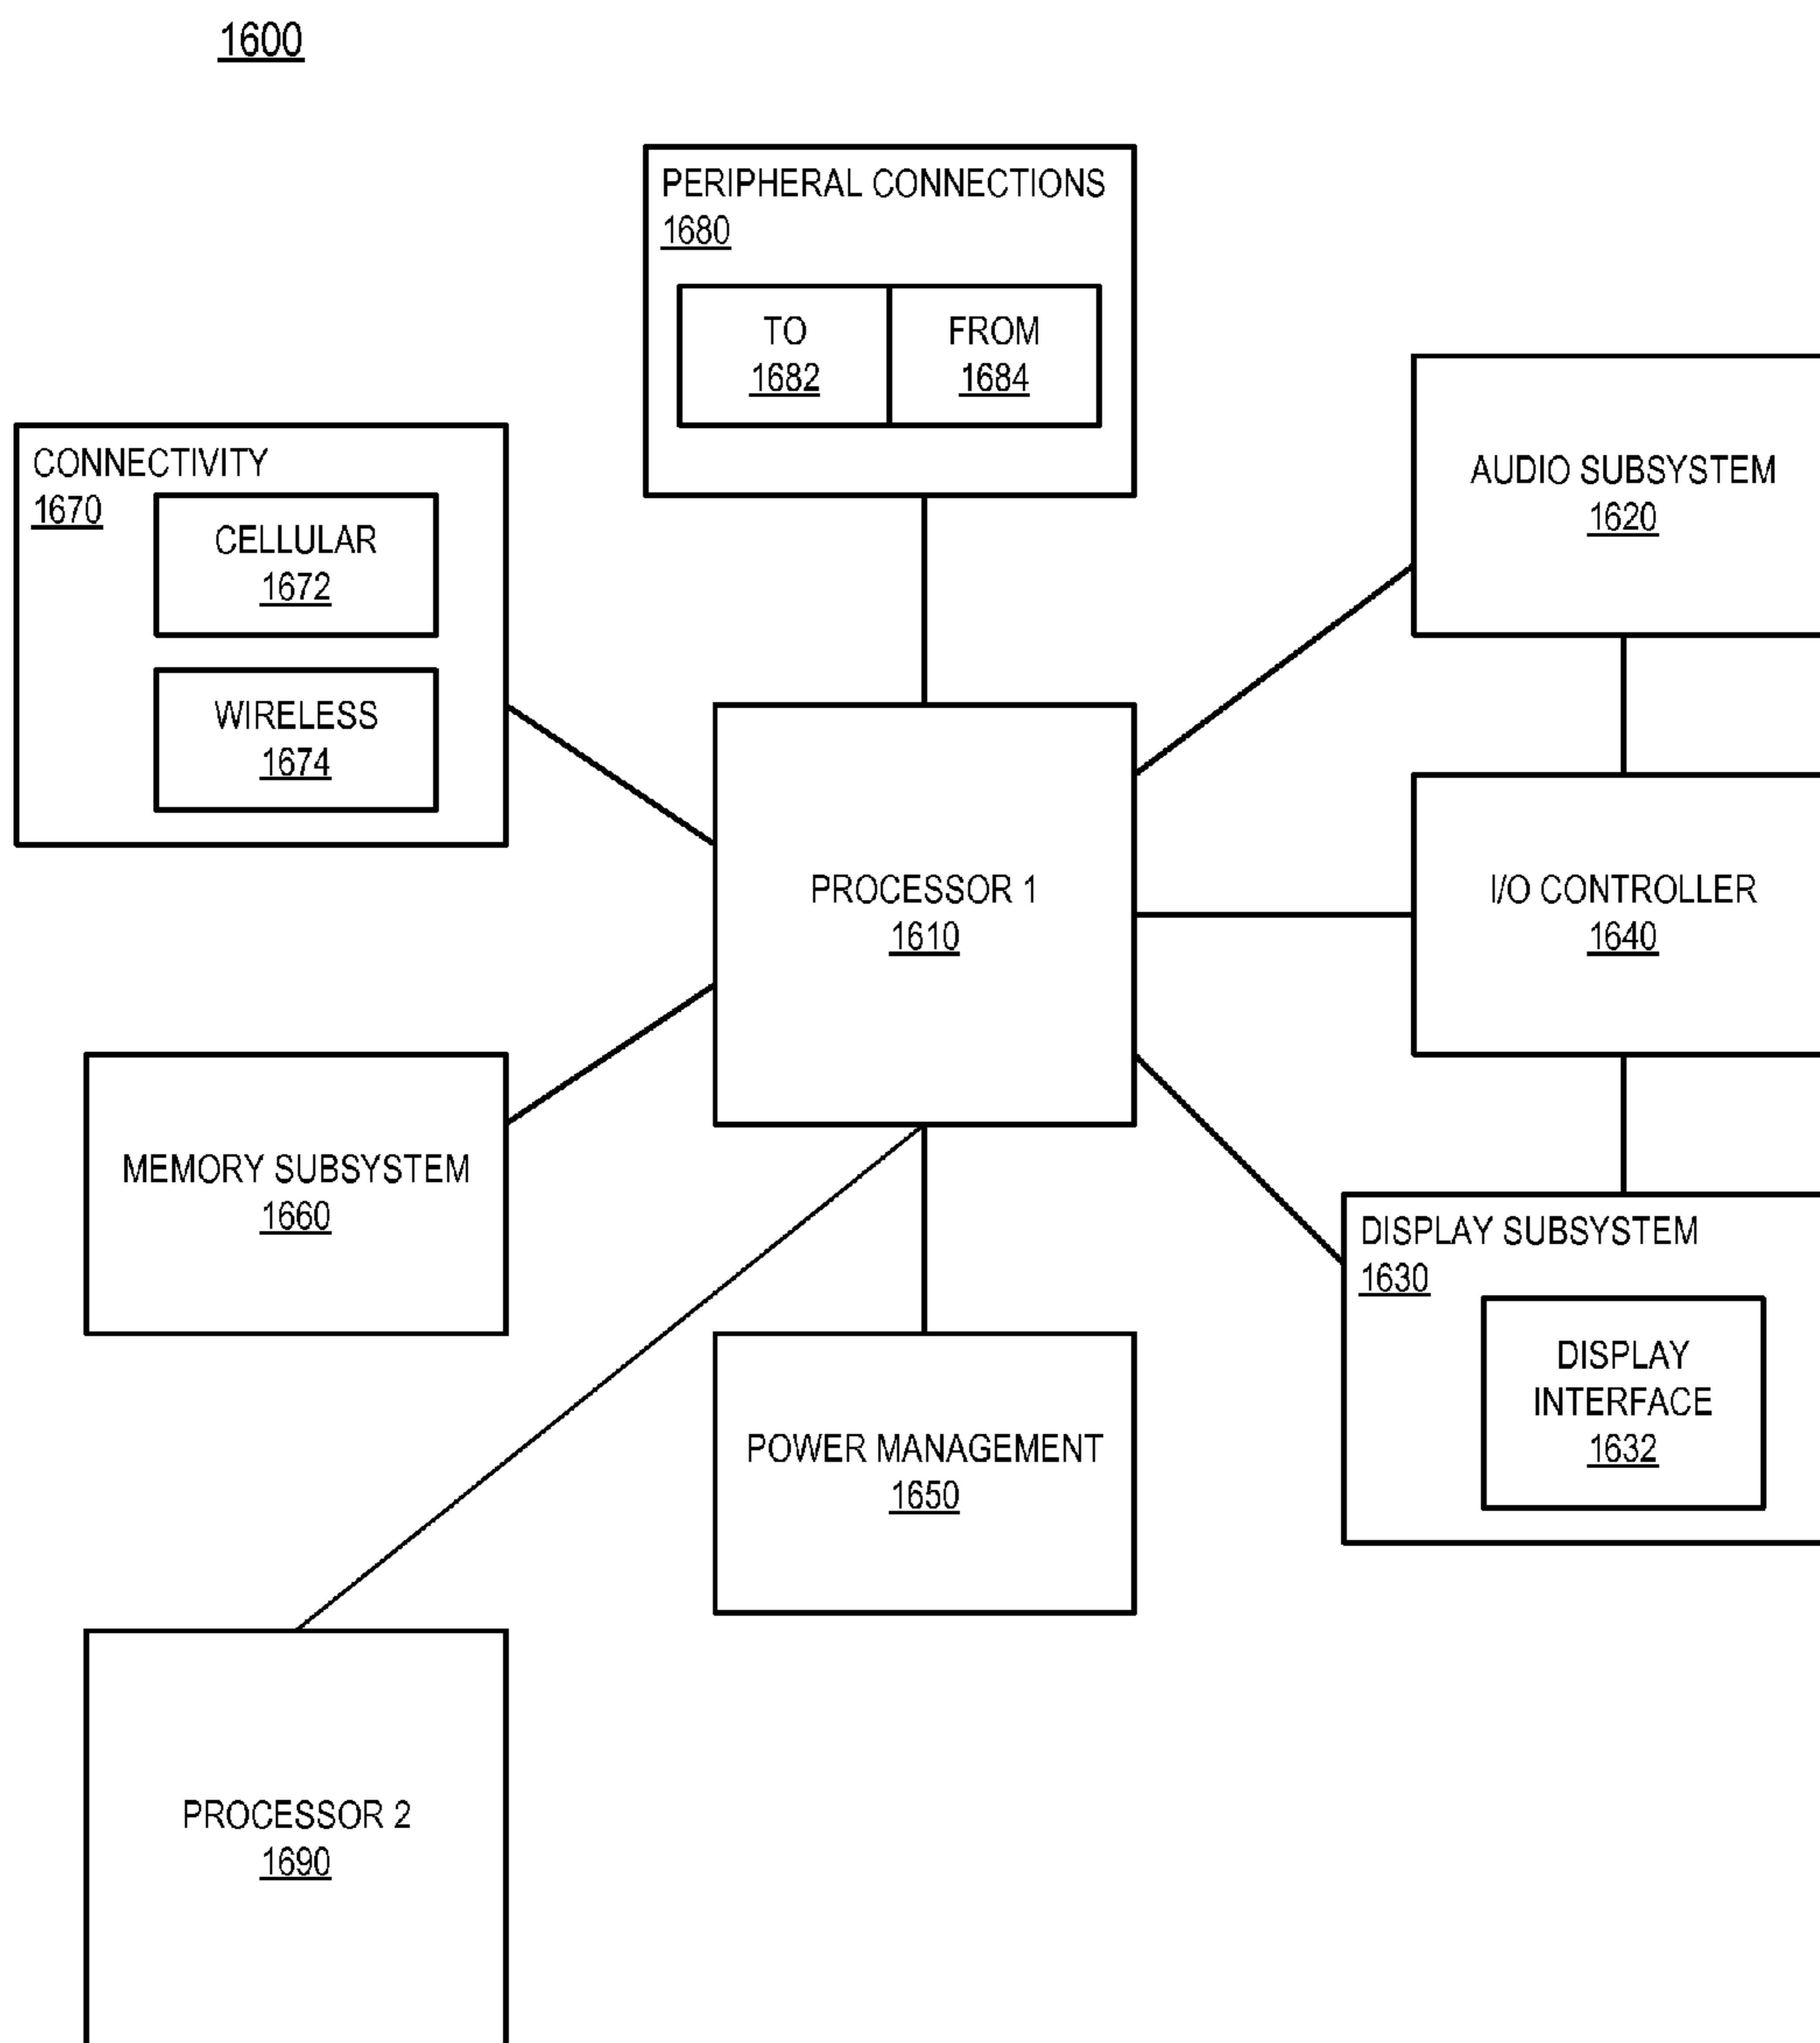 1600
PERIPHERAL CONNECTIONS
1680
TO
1682
FROM
1684
CONNECTIVITY
1670
CELLULAR
1672
WIRELESS
1674
AUDIO SUBSYSTEM
1620
PROCESSOR 1
1610
I/O CONTROLLER
1640
MEMORY SUBSYSTEM
1660
DISPLAY SUBSYSTEM
1630
DISPLAY
INTERFACE
1632
POWER MANAGEMENT
1650
PROCESSOR 2
1690